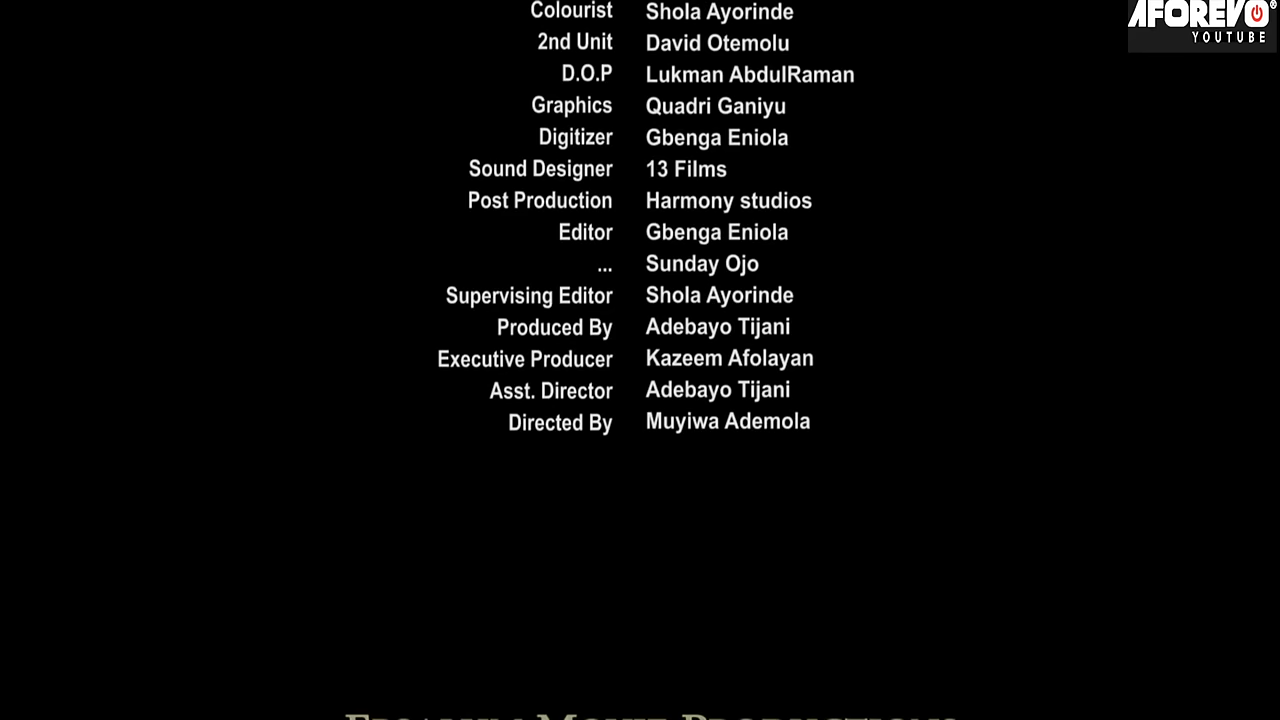 AFOREVO®
YOUTUBE
Colourist Shola Ayorinde
2nd Unit David Otemolu
D.O.P Lukman AbdulRaman
Graphics Quadri Ganiyu
Digitizer Gbenga Eniola
Sound Designer 13 Films
Post Production Harmony studios
Editor Gbenga Eniola
... Sunday Ojo
Supervising Editor Shola Ayorinde
Produced By Adebayo Tijani
Executive Producer Kazeem Afolayan
Asst. Director Adebayo Tijani
Directed By Muyiwa Ademola
Movie Productions